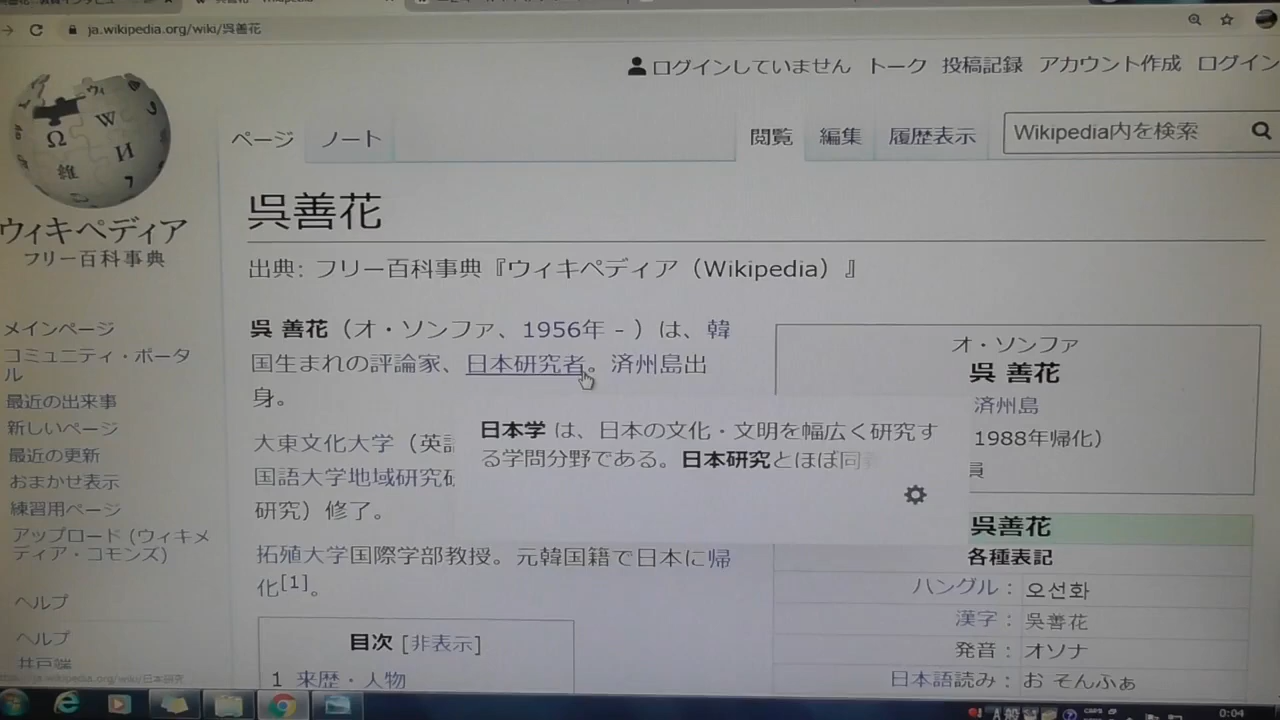 ja.wikipedia.org/wiki/呉善花
ログインしていません トーク 投稿記録 アカウント作成 ログイン
ページ ノート 閲覧 編集 履歴表示 Wikipedia内を検索
ウィキペディア
フリー百科事典
呉善花
出典: フリー百科事典『ウィキペディア（Wikipedia）』
呉 善花（オ・ソンファ、1956年 - ）は、韓
国生まれの評論家、日本研究者。済州島出
身。
日本学 は、日本の文化・文明を幅広く研究す
る学問分野である。日本研究とほぼ同
大東文化大学（英語
国語大学地域研究研
研究）修了。
拓殖大学国際学部教授。元韓国籍で日本に帰
化[1]。
目次 [非表示]
1 来歴・人物
オ・ソンファ
呉 善花
済州島
1988年帰化）
員
呉善花
各種表記
ハングル： 오선화
漢字： 呉善花
発音： オソナ
日本語読み： お そんふぁ
メインページ
コミュニティ・ポータ
ル
最近の出来事
新しいページ
最近の更新
おまかせ表示
練習用ページ
アップロード (ウィキメ
ディア・コモンズ)
ヘルプ
ヘルプ
井戸端
ja.wikipedia.org/wiki/日本研究
0:04